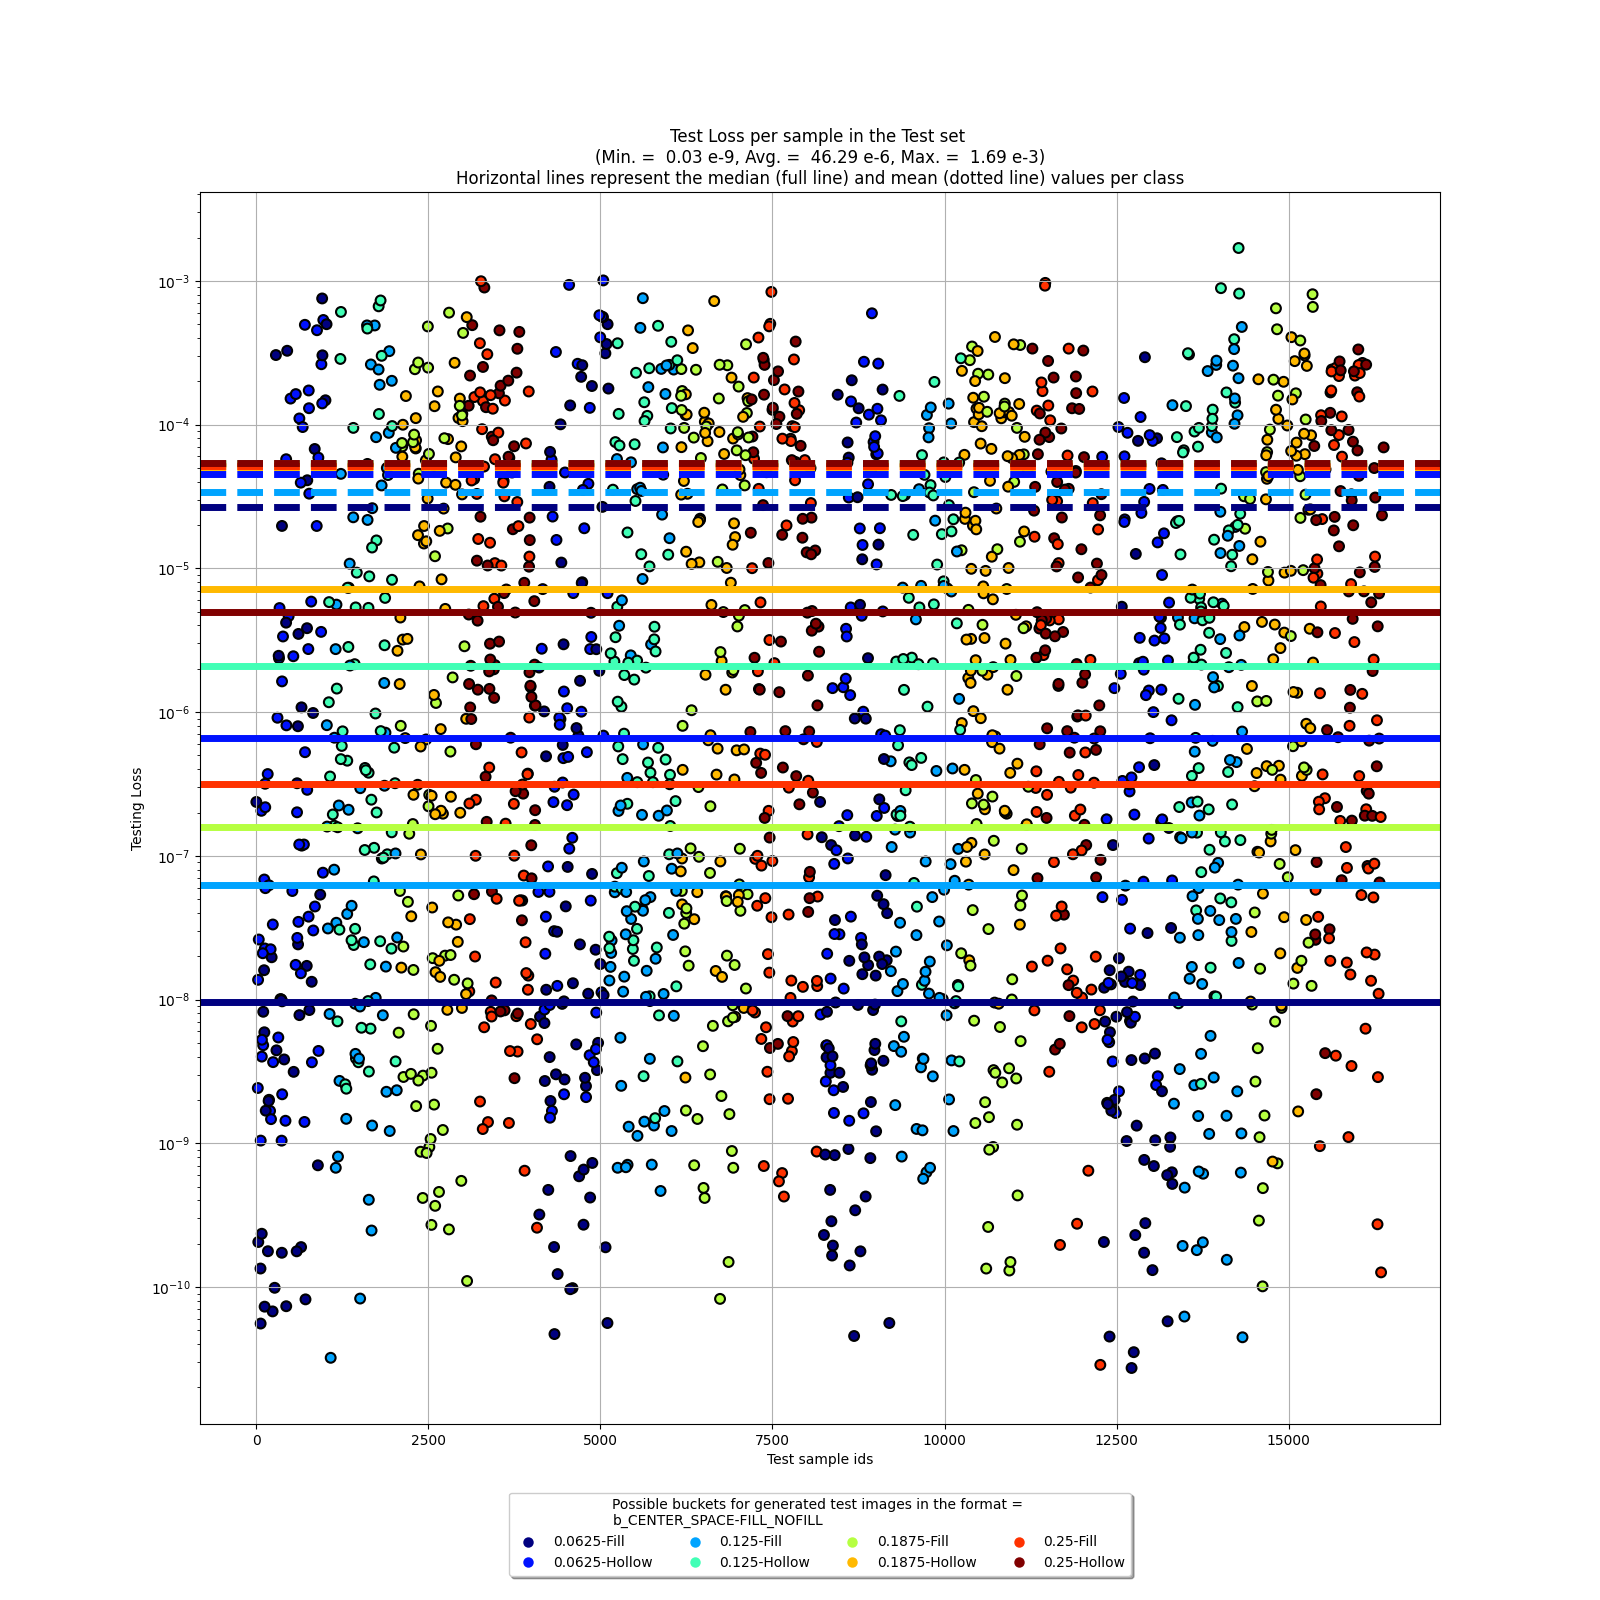 Test Loss per sample in the Test set
(Min. = 0.03 e-9, Avg. = 46.29 e-6, Max. = 1.69 e-3)
Horizontal lines represent the median (full line) and mean (dotted line) values per class
Testing Loss
10⁻³
10⁻⁴
10⁻⁵
10⁻⁶
10⁻⁷
10⁻⁸
10⁻⁹
10⁻¹⁰
0 2500 5000 7500 10000 12500 15000
Test sample ids
Possible buckets for generated test images in the format =
b_CENTER_SPACE-FILL_NOFILL
0.0625-Fill 0.125-Fill 0.1875-Fill 0.25-Fill
0.0625-Hollow 0.125-Hollow 0.1875-Hollow 0.25-Hollow